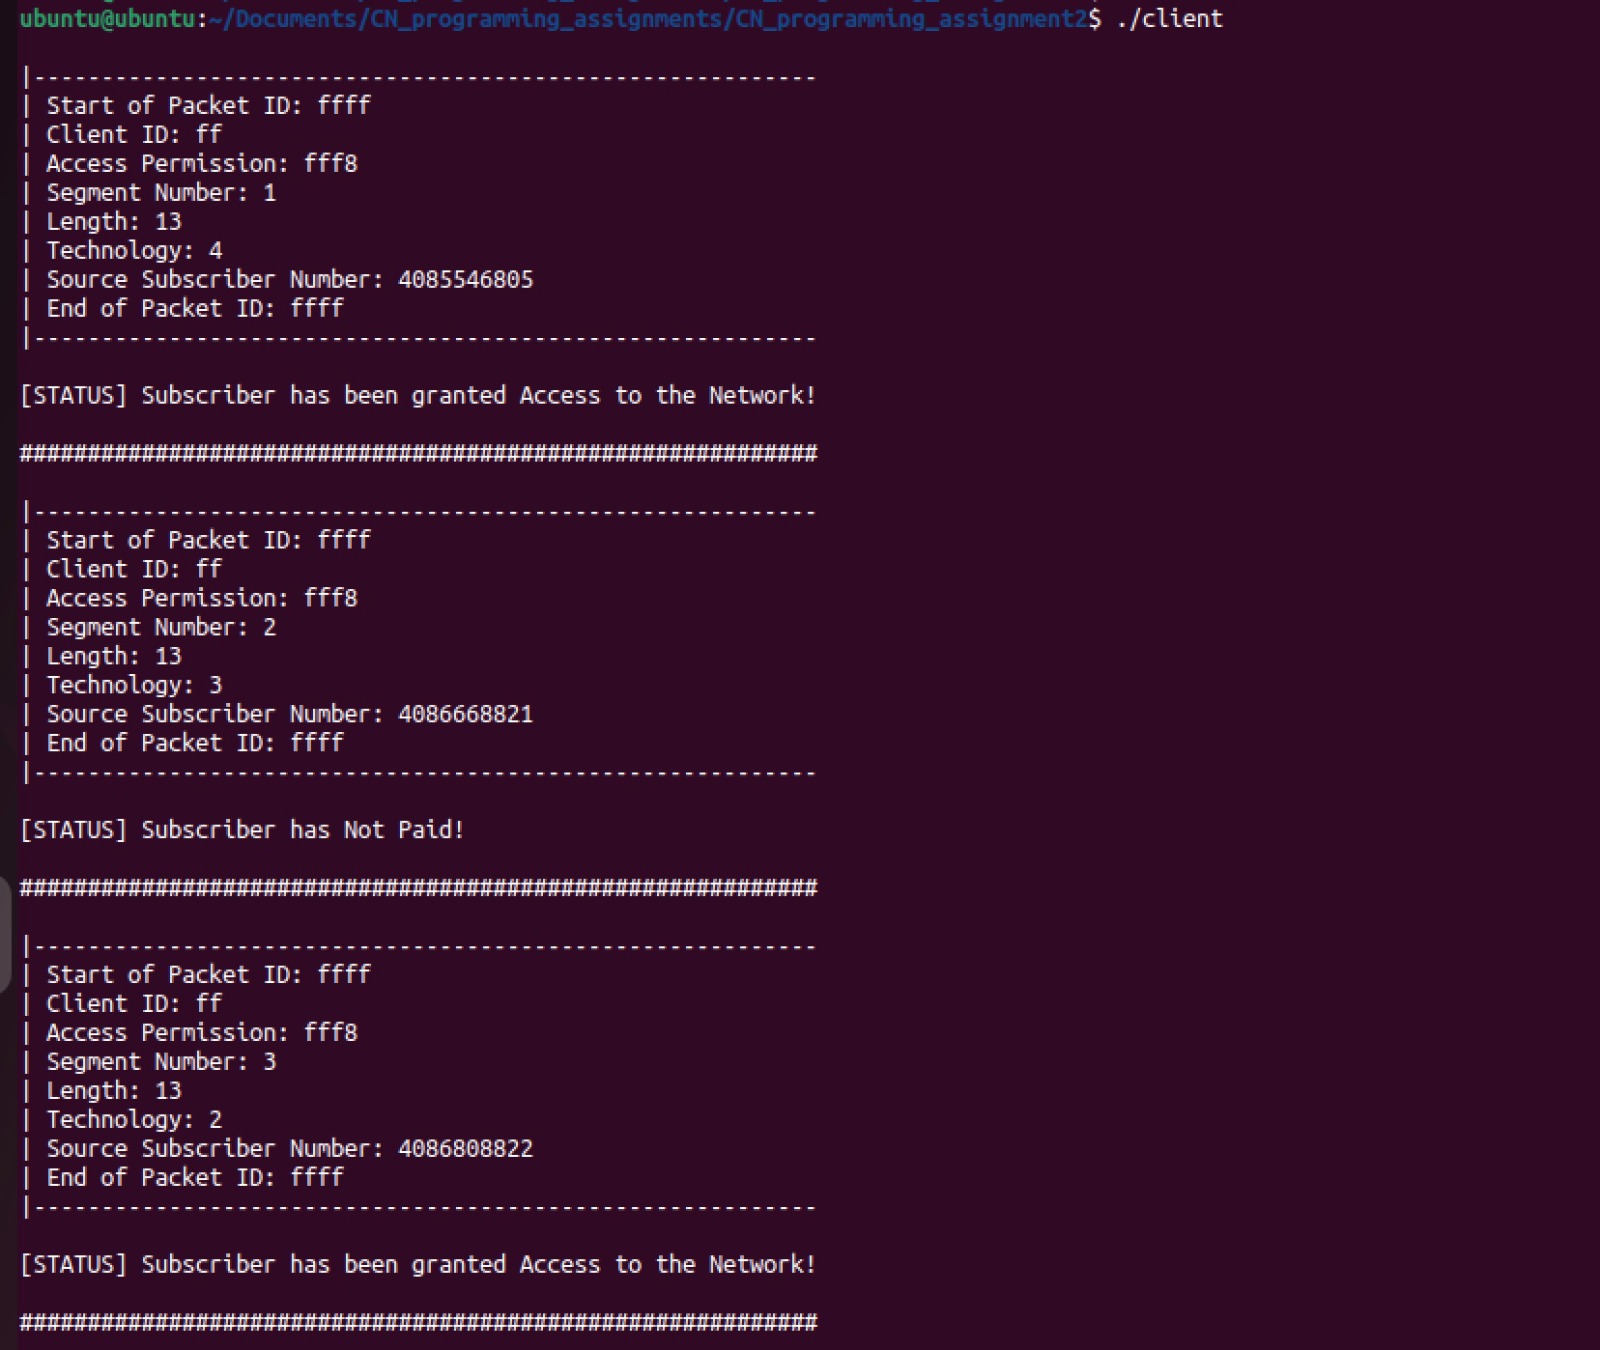 ubuntu@ubuntu:~/Documents/CN_programming_assignments/CN_programming_assignment2$ ./client
|----------------------------------------------------------
| Start of Packet ID: ffff
| Client ID: ff
| Access Permission: fff8
| Segment Number: 1
| Length: 13
| Technology: 4
| Source Subscriber Number: 4085546805
| End of Packet ID: ffff
|----------------------------------------------------------
[STATUS] Subscriber has been granted Access to the Network!
###########################################################
|----------------------------------------------------------
| Start of Packet ID: ffff
| Client ID: ff
| Access Permission: fff8
| Segment Number: 2
| Length: 13
| Technology: 3
| Source Subscriber Number: 4086668821
| End of Packet ID: ffff
|----------------------------------------------------------
[STATUS] Subscriber has Not Paid!
###########################################################
|----------------------------------------------------------
| Start of Packet ID: ffff
| Client ID: ff
| Access Permission: fff8
| Segment Number: 3
| Length: 13
| Technology: 2
| Source Subscriber Number: 4086808822
| End of Packet ID: ffff
|----------------------------------------------------------
[STATUS] Subscriber has been granted Access to the Network!
###########################################################